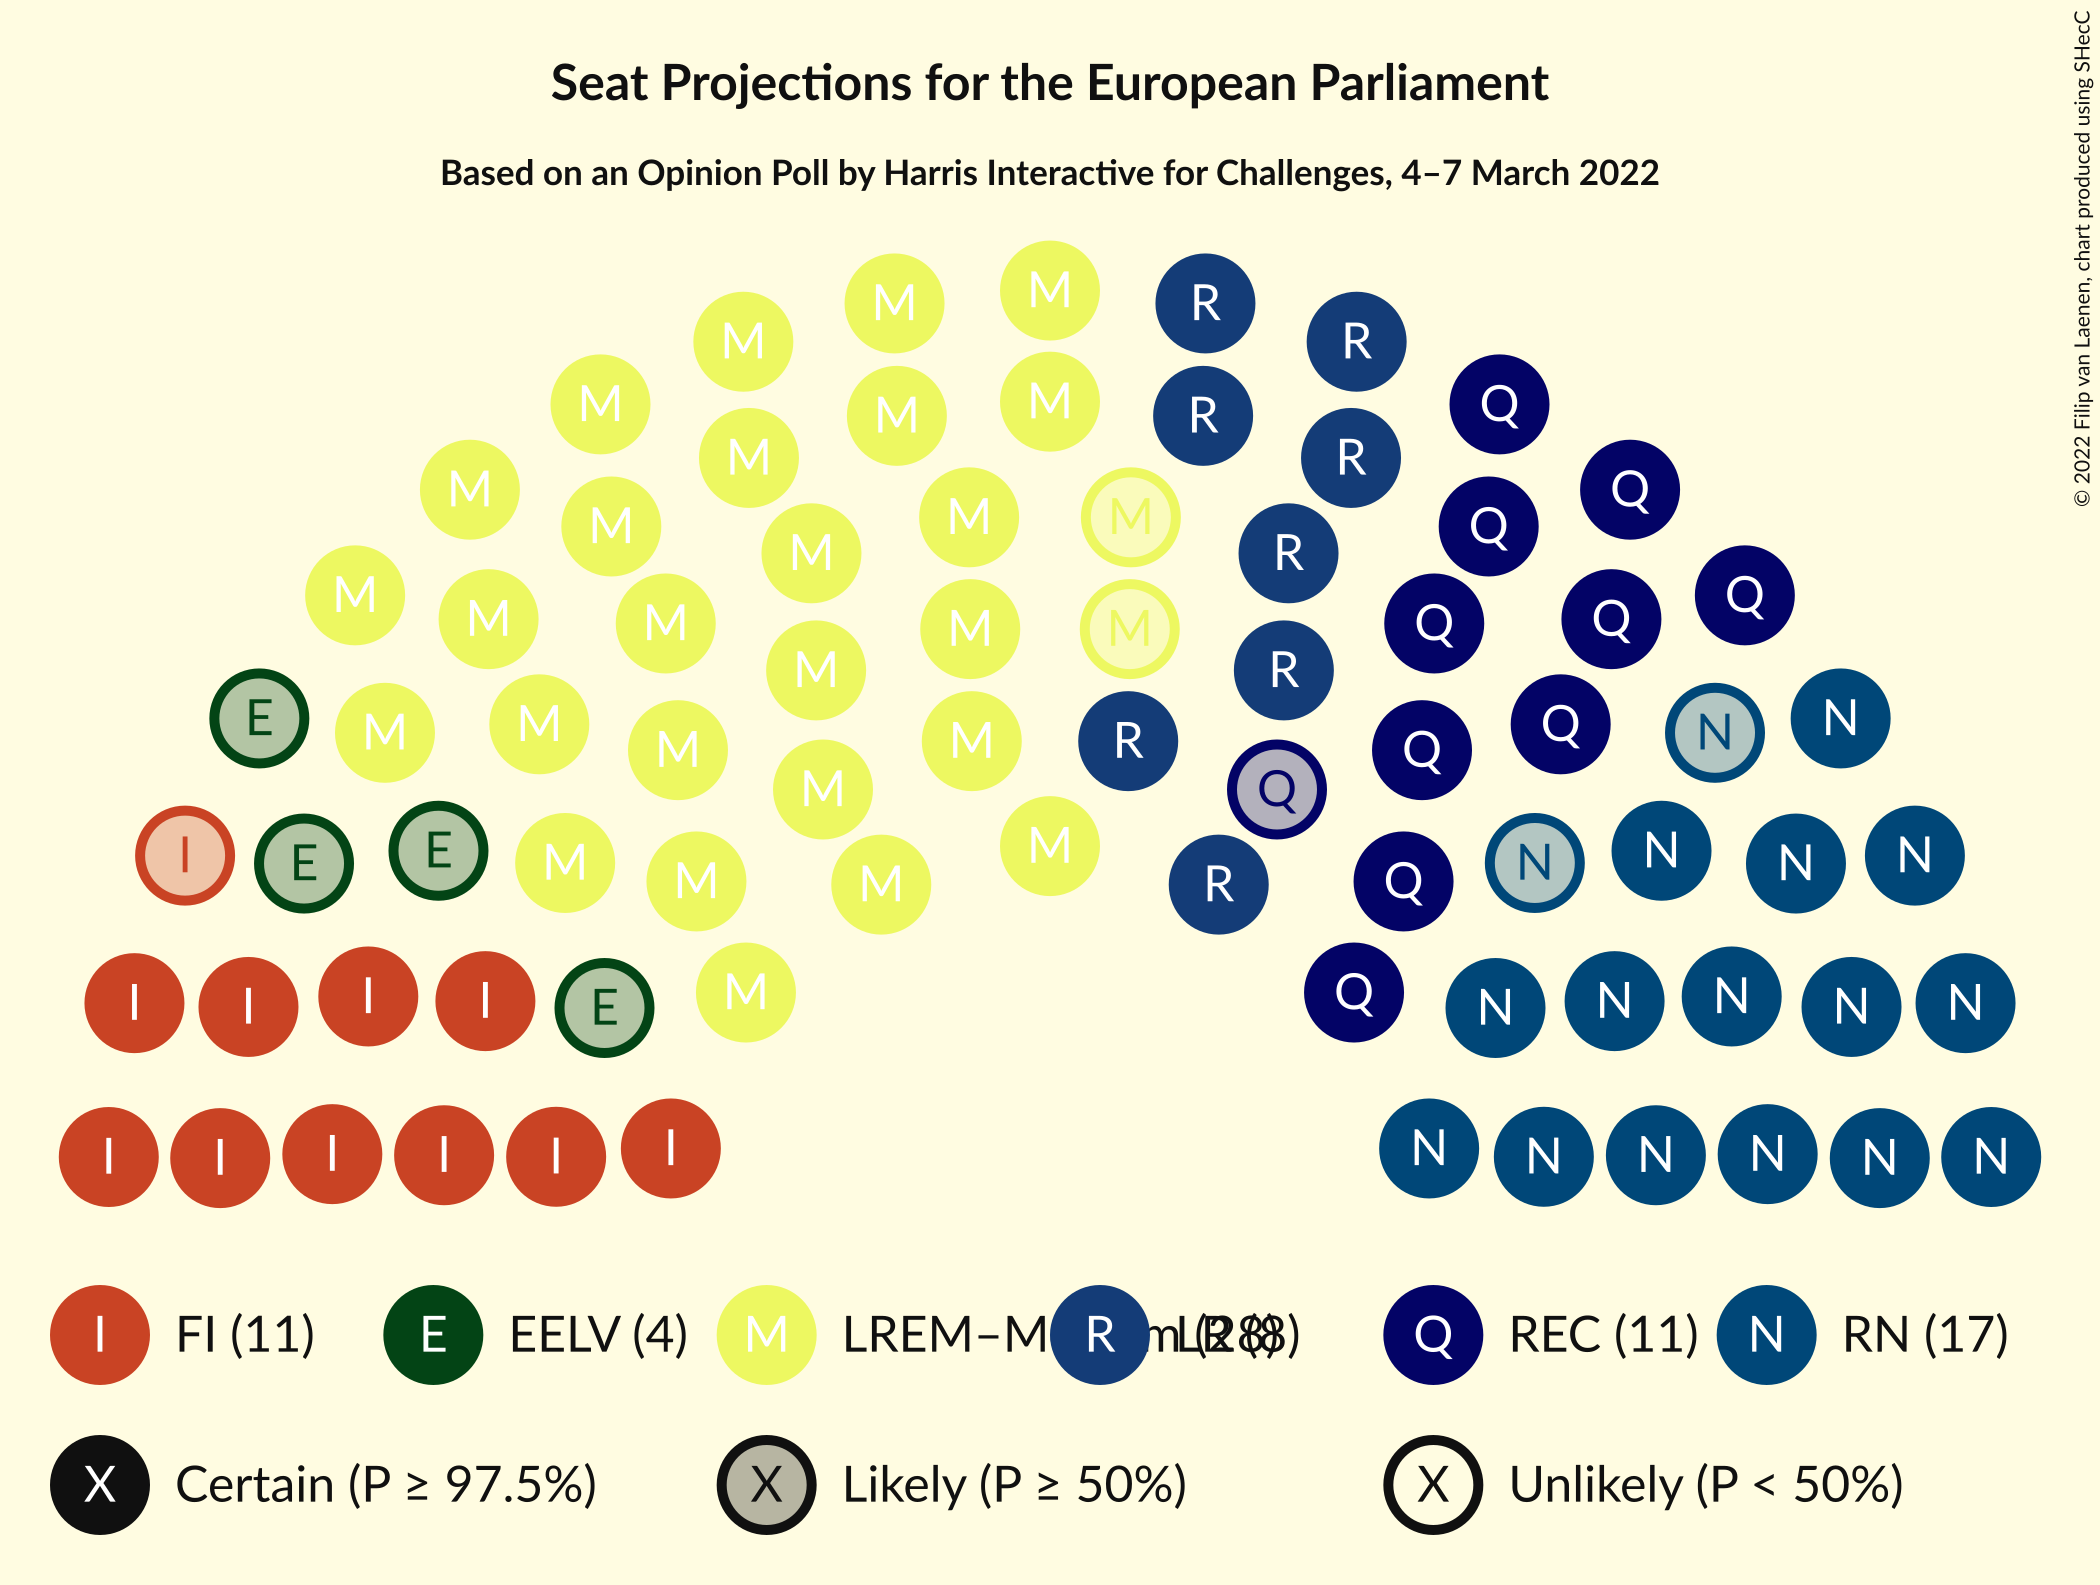 Seat Projections for the European Parliament
Based on an Opinion Poll by Harris Interactive for Challenges, 4–7 March 2022
© 2022 Filip van Laenen, chart produced using SHecC
M M M R R
M M M R R Q
M M M M M R Q Q
M M M M M R Q Q Q
E M M M M M R R Q Q Q N N
I E E M M M M M R Q Q N N N N
I I I I E M Q N N N N N
I I I I I I N N N N N N
I FI (11) E EELV (4) M LREM–M R LR (8) Q REC (11) N RN (17)
X Certain (P ≥ 97.5%) X Likely (P ≥ 50%) X Unlikely (P < 50%)